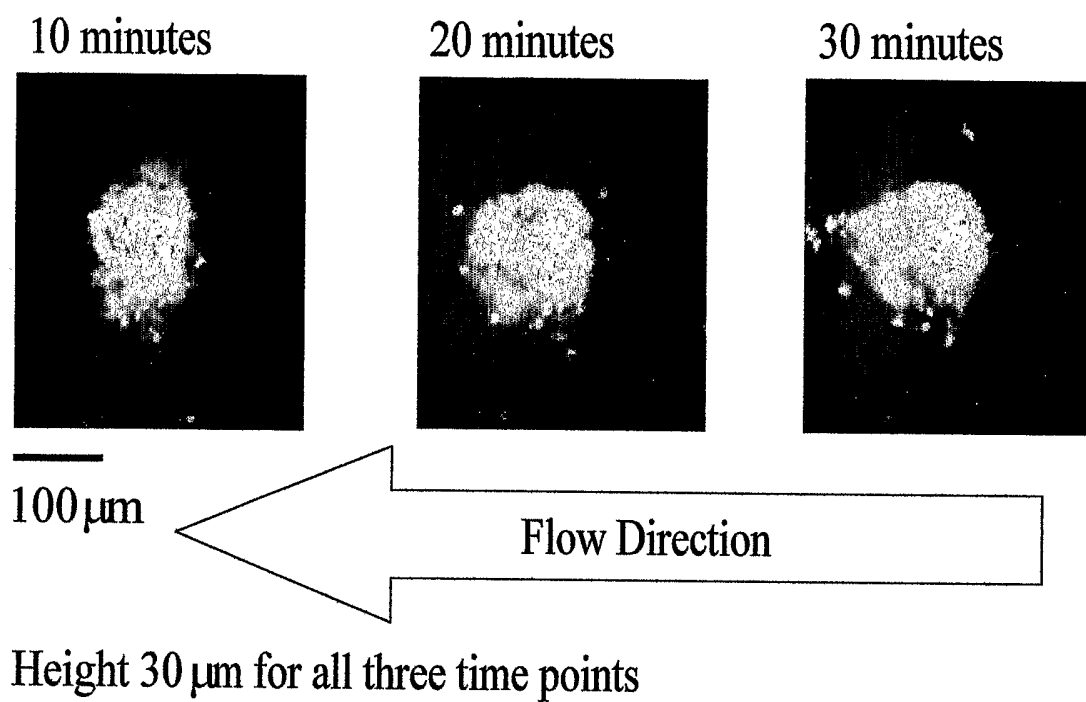 10 minutes
20 minutes
30 minutes
100 µm
Flow Direction
Height 30 µm for all three time points